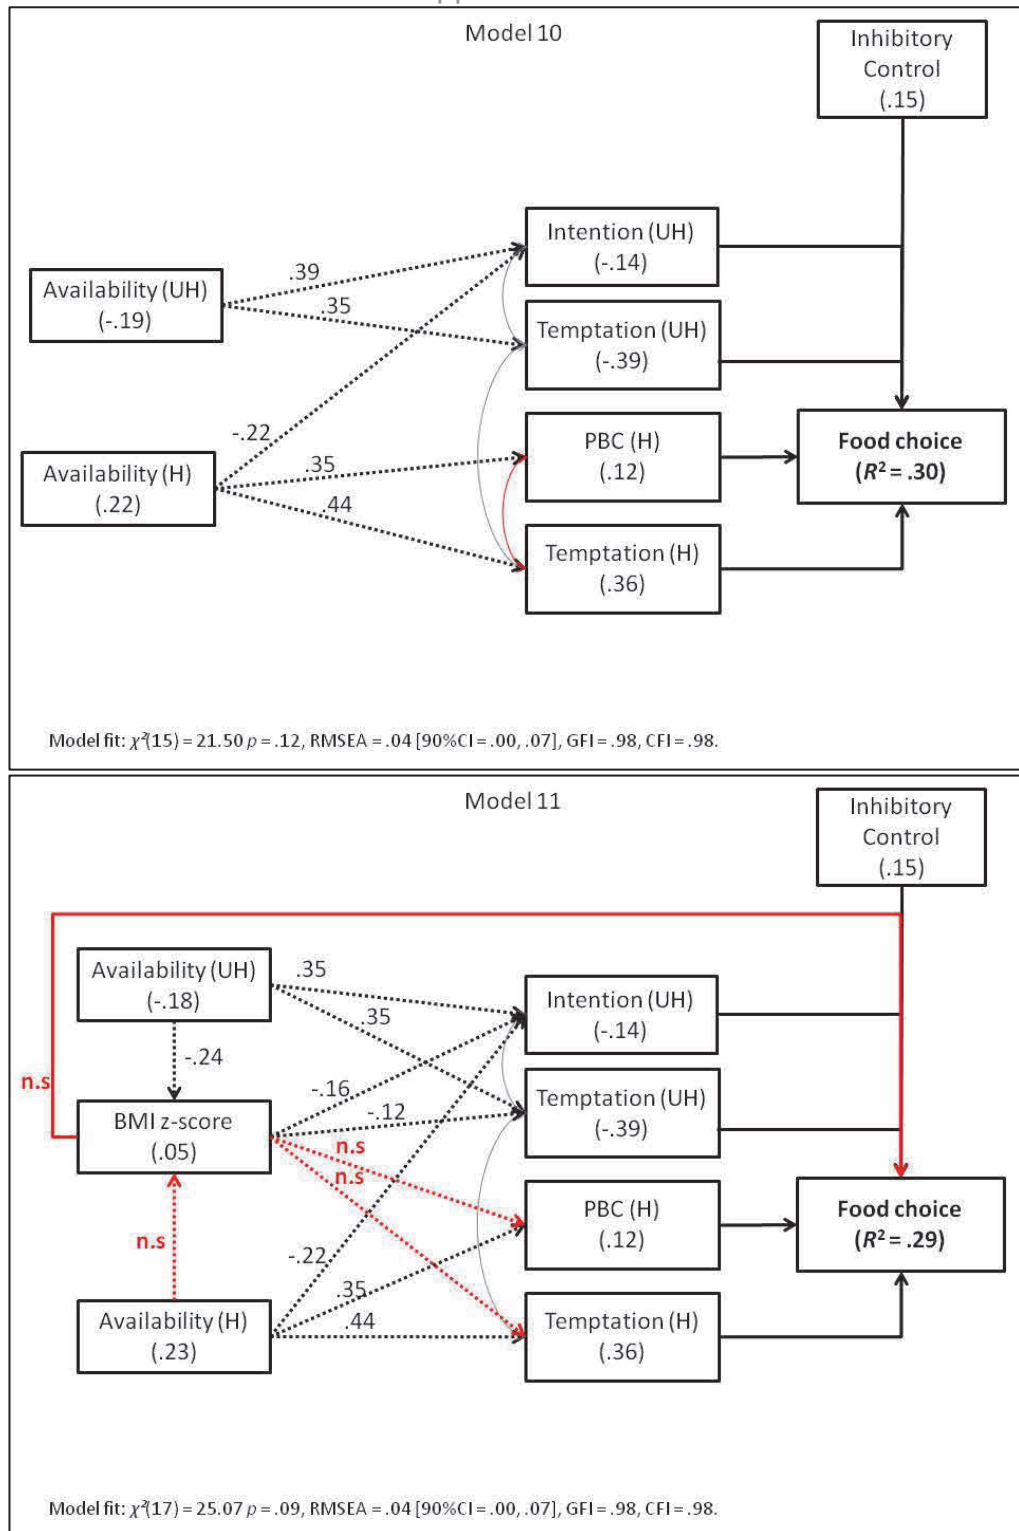 Model 10
Inhibitory
Control
(.15)
Intention (UH)
(-.14)
.39
Availability (UH)
(-.19)
.35
Temptation (UH)
(-.39)
-.22
PBC (H)
(.12)
Food choice
(R² = .30)
Availability (H)
(.22)
.35
.44
Temptation (H)
(.36)
Model fit: χ²(15) = 21.50 p = .12, RMSEA = .04 [90%CI = .00, .07], GFI = .98, CFI = .98.
Model 11
Inhibitory
Control
(.15)
Availability (UH)
(-.18)
.35
Intention (UH)
(-.14)
.35
-.24
n.s
-.16
-.12
BMI z-score
(.05)
Temptation (UH)
(-.39)
n.s
n.s
PBC (H)
(.12)
Food choice
(R² = .29)
n.s
-.22
.35
.44
Availability (H)
(.23)
Temptation (H)
(.36)
Model fit: χ²(17) = 25.07 p = .09, RMSEA = .04 [90%CI = .00, .07], GFI = .98, CFI = .98.